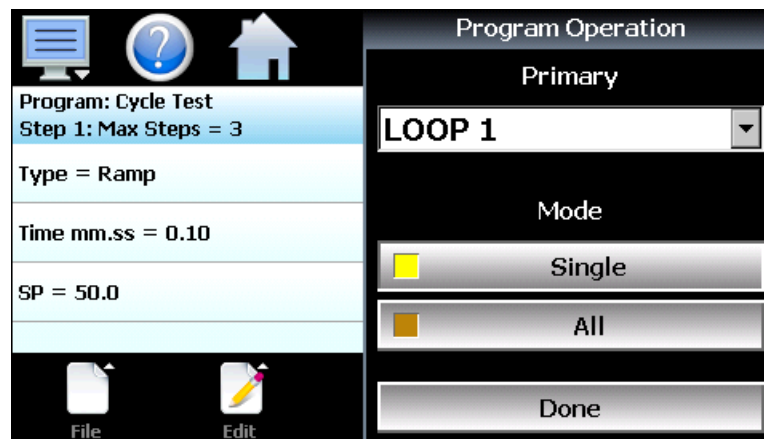 ?
Program: Cycle Test
Step 1: Max Steps = 3
Type = Ramp
Time mm.ss = 0.10
SP = 50.0
File
Edit
Program Operation
Primary
LOOP 1
Mode
Single
All
Done